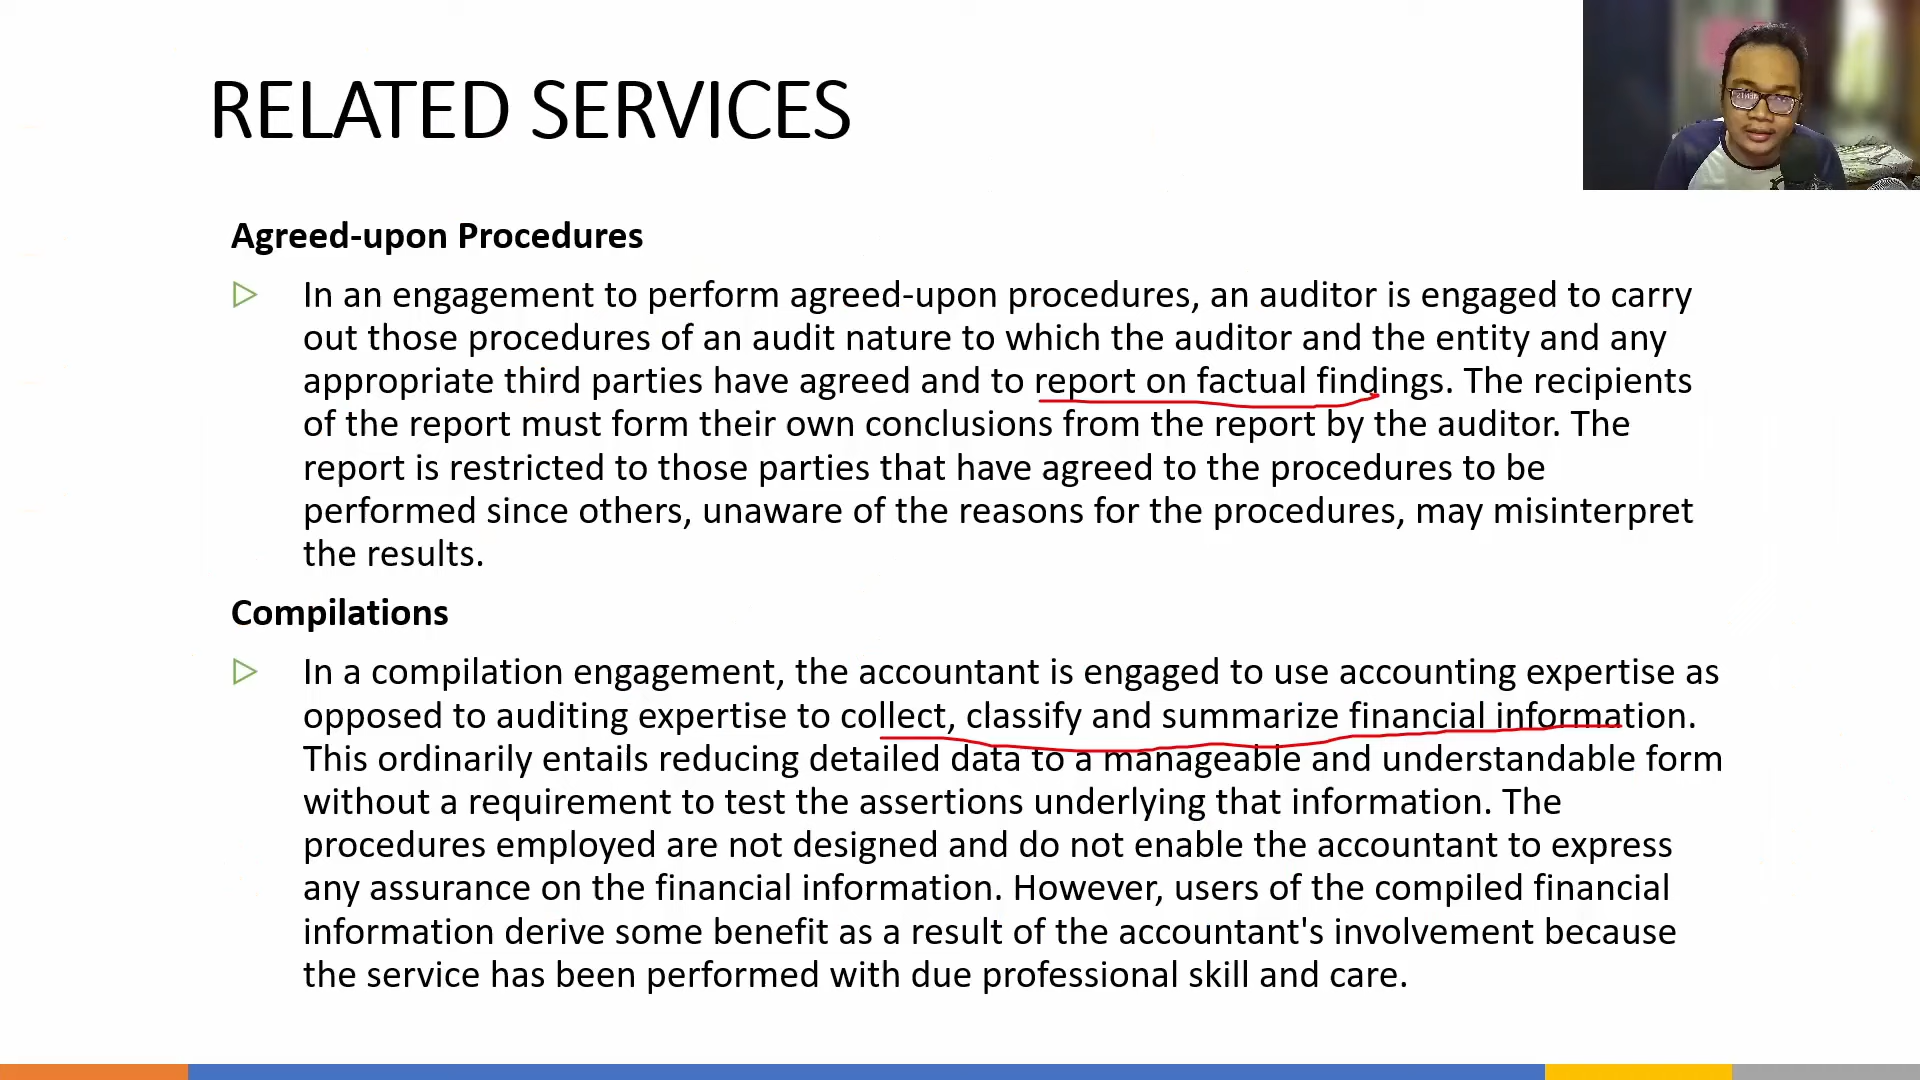 RELATED SERVICES
Agreed-upon Procedures
In an engagement to perform agreed-upon procedures, an auditor is engaged to carry
out those procedures of an audit nature to which the auditor and the entity and any
appropriate third parties have agreed and to report on factual findings. The recipients
of the report must form their own conclusions from the report by the auditor. The
report is restricted to those parties that have agreed to the procedures to be
performed since others, unaware of the reasons for the procedures, may misinterpret
the results.
Compilations
In a compilation engagement, the accountant is engaged to use accounting expertise as
opposed to auditing expertise to collect, classify and summarize financial information.
This ordinarily entails reducing detailed data to a manageable and understandable form
without a requirement to test the assertions underlying that information. The
procedures employed are not designed and do not enable the accountant to express
any assurance on the financial information. However, users of the compiled financial
information derive some benefit as a result of the accountant's involvement because
the service has been performed with due professional skill and care.